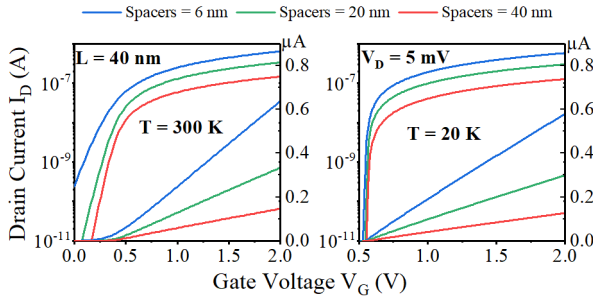 Spacers = 6 nm Spacers = 20 nm Spacers = 40 nm
Drain Current I_D (A)
10⁻⁷
10⁻⁹
10⁻¹¹
L = 40 nm
T = 300 K
µA
0.8
0.6
0.4
0.2
0.0
0.0 0.5 1.0 1.5 2.0
10⁻⁷
10⁻⁹
10⁻¹¹
V_D = 5 mV
T = 20 K
µA
0.8
0.6
0.4
0.2
0.0
0.5 1.0 1.5 2.0
Gate Voltage V_G (V)